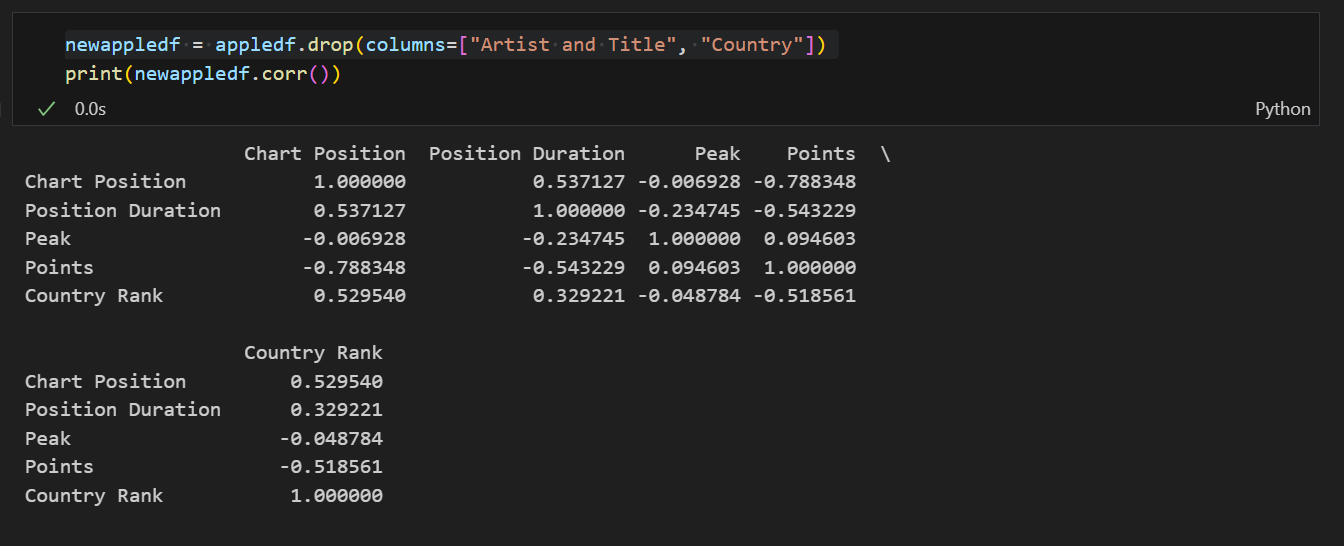 newappledf = appledf.drop(columns=["Artist and Title", "Country"])
print(newappledf.corr())
0.0s Python
Chart Position Position Duration Peak Points \
Chart Position 1.000000 0.537127 -0.006928 -0.788348
Position Duration 0.537127 1.000000 -0.234745 -0.543229
Peak -0.006928 -0.234745 1.000000 0.094603
Points -0.788348 -0.543229 0.094603 1.000000
Country Rank 0.529540 0.329221 -0.048784 -0.518561
Country Rank
Chart Position 0.529540
Position Duration 0.329221
Peak -0.048784
Points -0.518561
Country Rank 1.000000